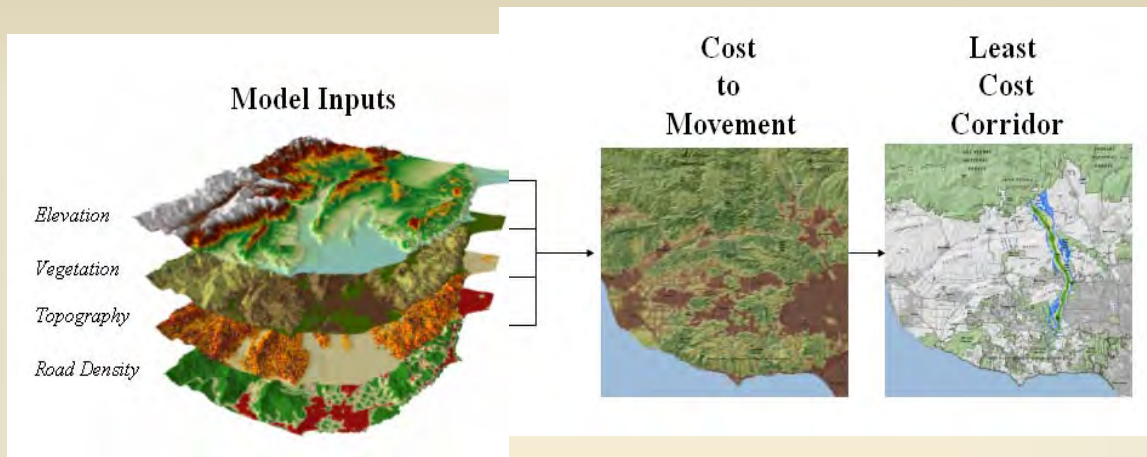 Model Inputs
Elevation
Vegetation
Topography
Road Density
Cost
to
Movement
Least
Cost
Corridor